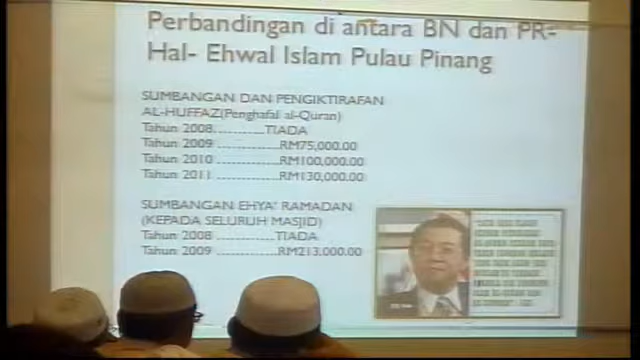 Perbandingan di antara BN dan PR-
Hal- Ehwal Islam Pulau Pinang
SUMBANGAN DAN PENGIKTIRAFAN
AL-HUFFAZ(Penghafal al-Quran)
Tahun 2008............TIADA
Tahun 2009 ...............RM75,000.00
Tahun 2010 ...............RM100,000.00
Tahun 2011 ...............RM130,000.00
SUMBANGAN EHYA' RAMADAN
(KEPADA SELURUH MASJID)
Tahun 2008 ..............TIADA
Tahun 2009 ...............RM213,000.00